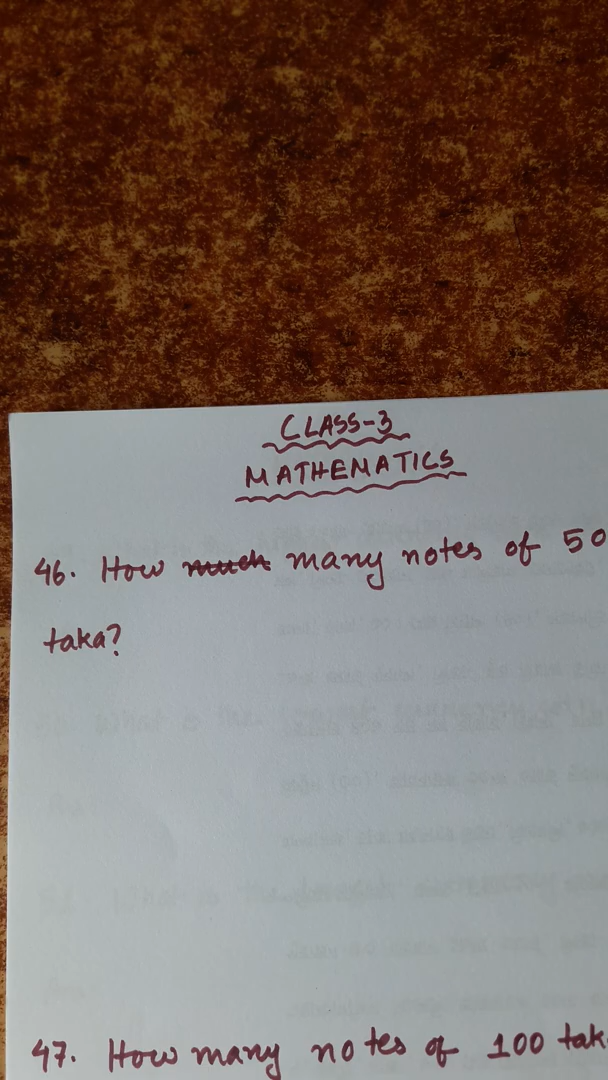 CLASS-3
MATHEMATICS
46. How much many notes of 50
taka?
47. How many notes of 100 tak